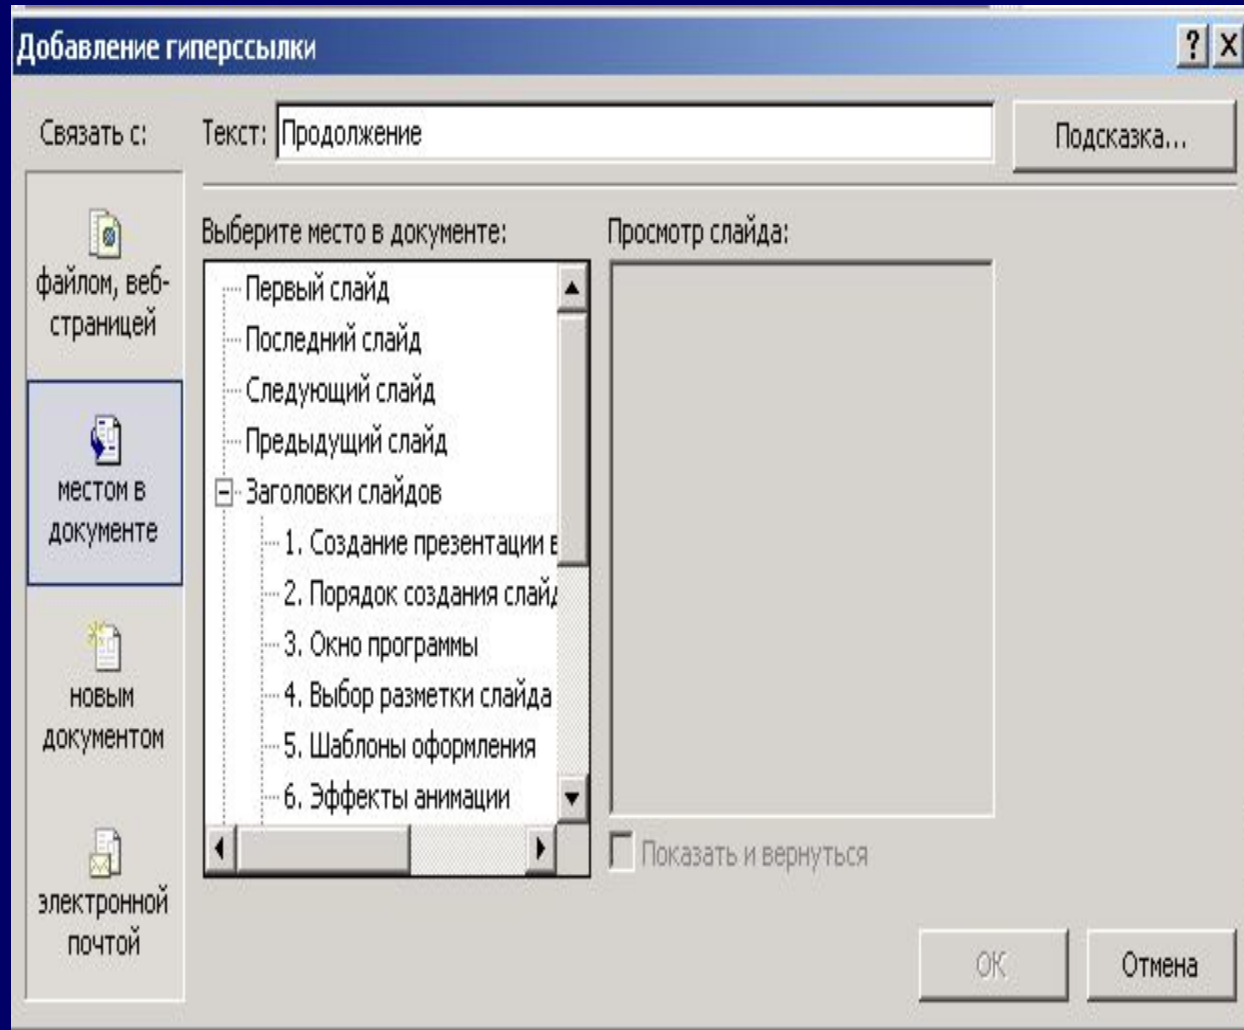 Добавление гиперссылки
Связать с:
Текст: Продолжение
Подсказка...
файлом, веб-
страницей
местом в
документе
новым
документом
электронной
почтой
Выберите место в документе:
Первый слайд
Последний слайд
Следующий слайд
Предыдущий слайд
Заголовки слайдов
1. Создание презентации
2. Порядок создания
3. Окно программы
4. Выбор разметки слайда
5. Шаблоны оформления
6. Эффекты анимации
Просмотр слайда:
Показать и вернуться
ОК
Отмена